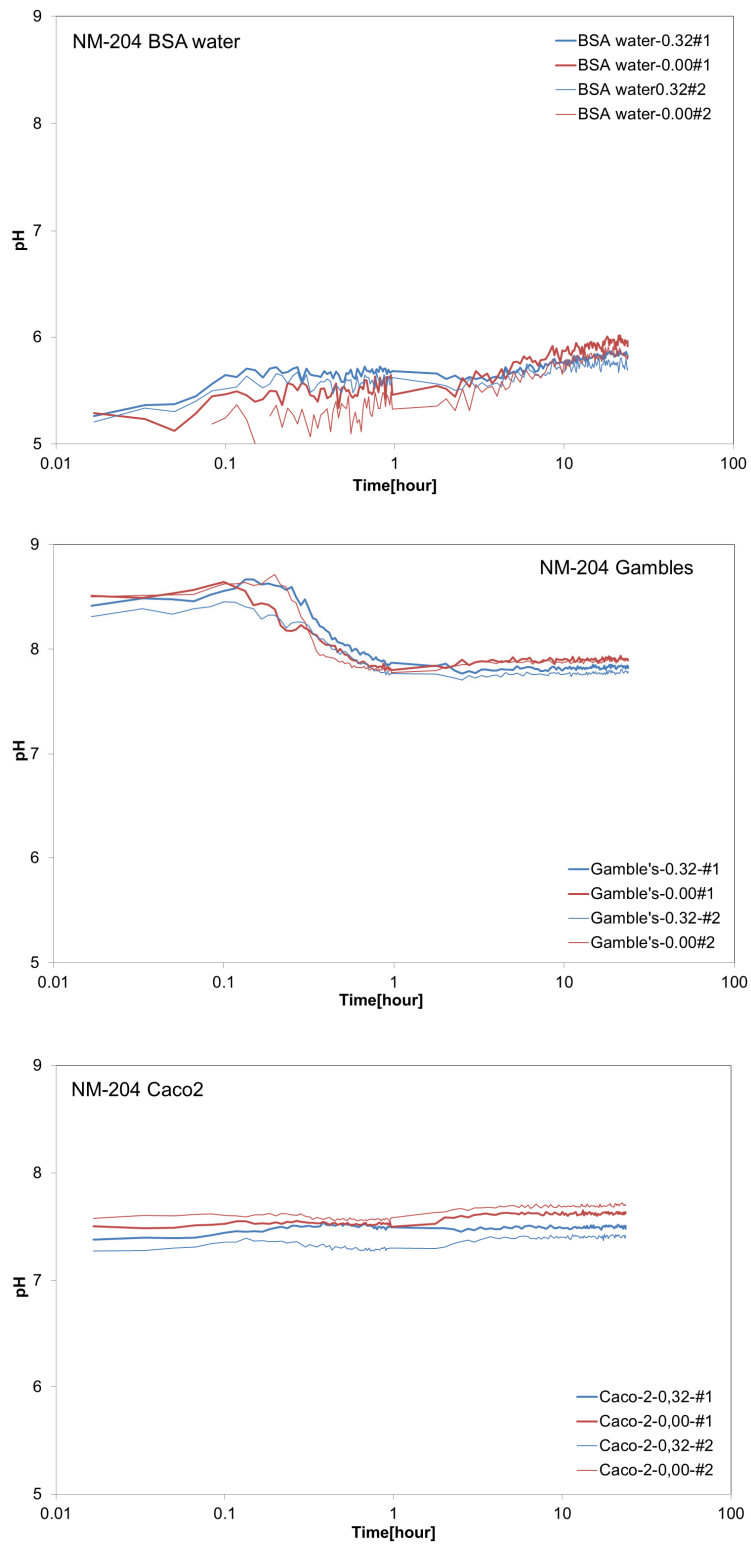 NM-204 BSA water
BSA water-0.32#1
BSA water-0.00#1
BSA water0.32#2
BSA water-0.00#2
9
8
7
6
5
pH
0.01 0.1 1 10 100
Time[hour]
NM-204 Gambles
9
8
7
6
5
pH
Gamble's-0.32-#1
Gamble's-0.00#1
Gamble's-0.32-#2
Gamble's-0.00#2
0.01 0.1 1 10 100
Time[hour]
NM-204 Caco2
9
8
7
6
5
pH
Caco-2-0,32-#1
Caco-2-0,00-#1
Caco-2-0,32-#2
Caco-2-0,00-#2
0.01 0.1 1 10 100
Time[hour]